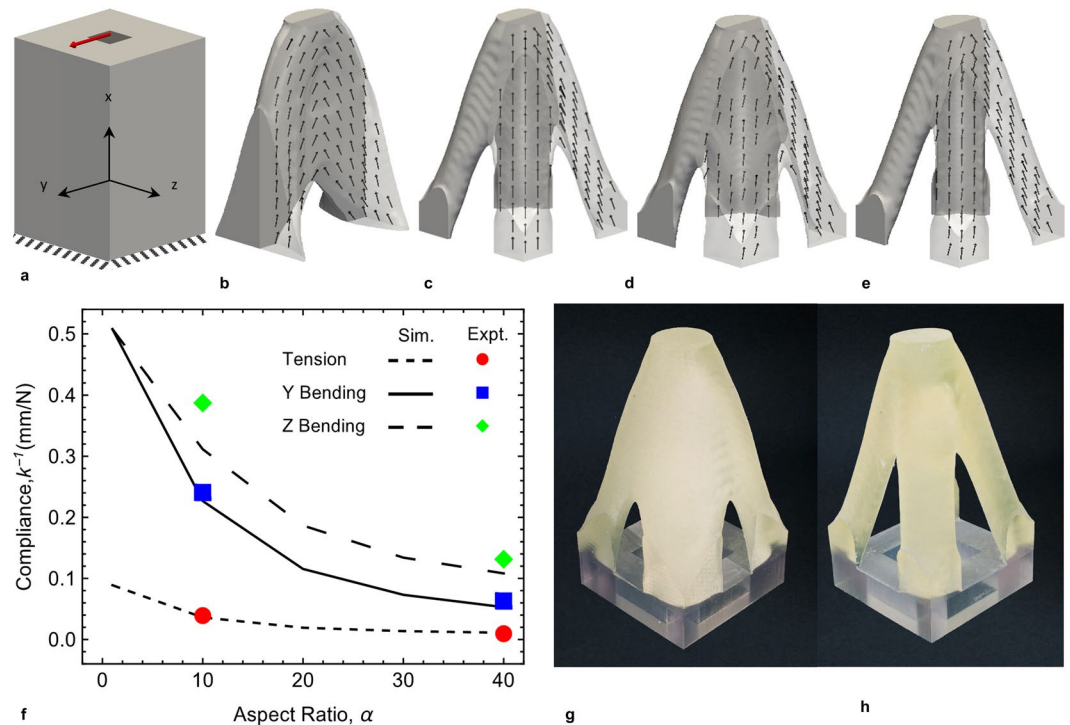 x
y
z
a
b
c
d
e
Compliance, k⁻¹ (mm/N)
0.5
0.4
0.3
0.2
0.1
0.0
Sim. Expt.
Tension
Y Bending
Z Bending
0 10 20 30 40
Aspect Ratio, α
f
g
h